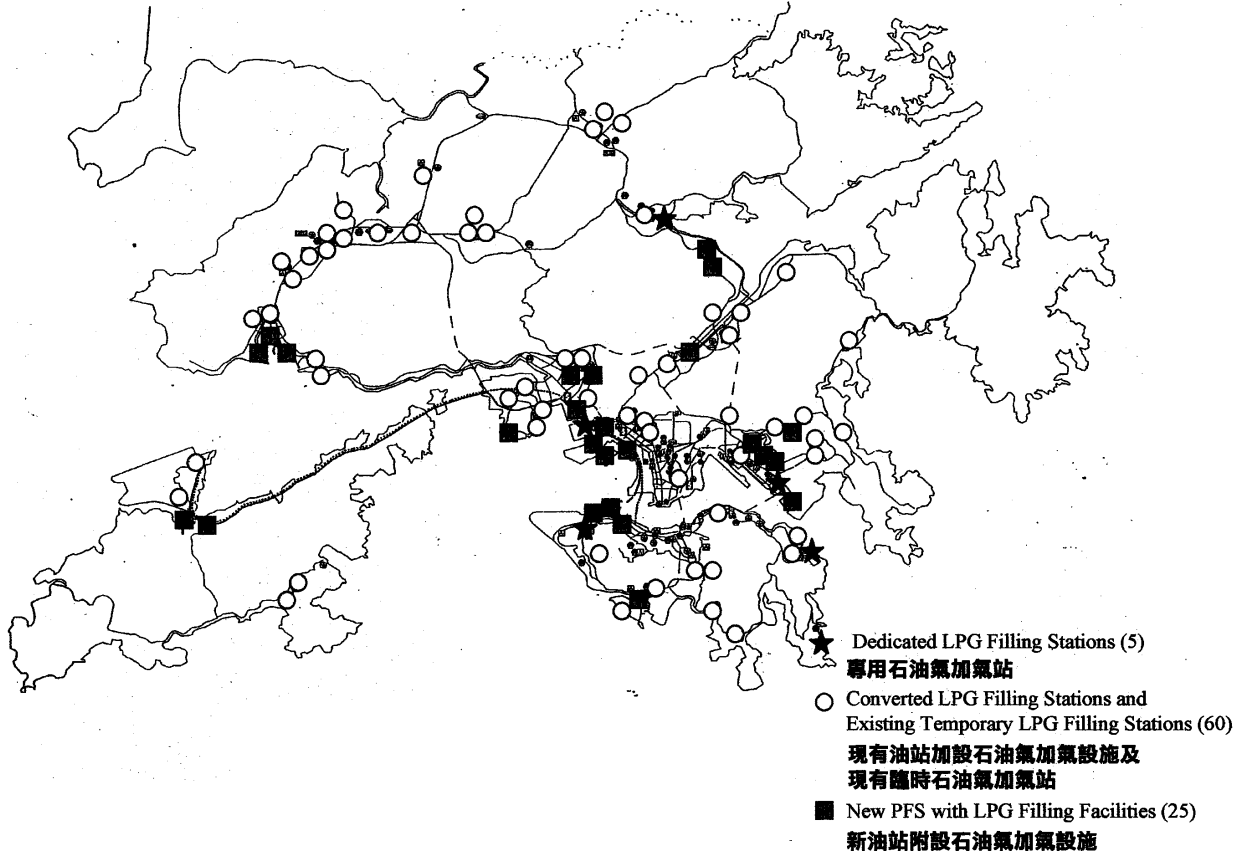 Dedicated LPG Filling Stations (5)
專用石油氣加氣站
Converted LPG Filling Stations and
Existing Temporary LPG Filling Stations (60)
現有油站加設石油氣加氣設施及
現有臨時石油氣加氣站
New PFS with LPG Filling Facilities (25)
新油站附設石油氣加氣設施